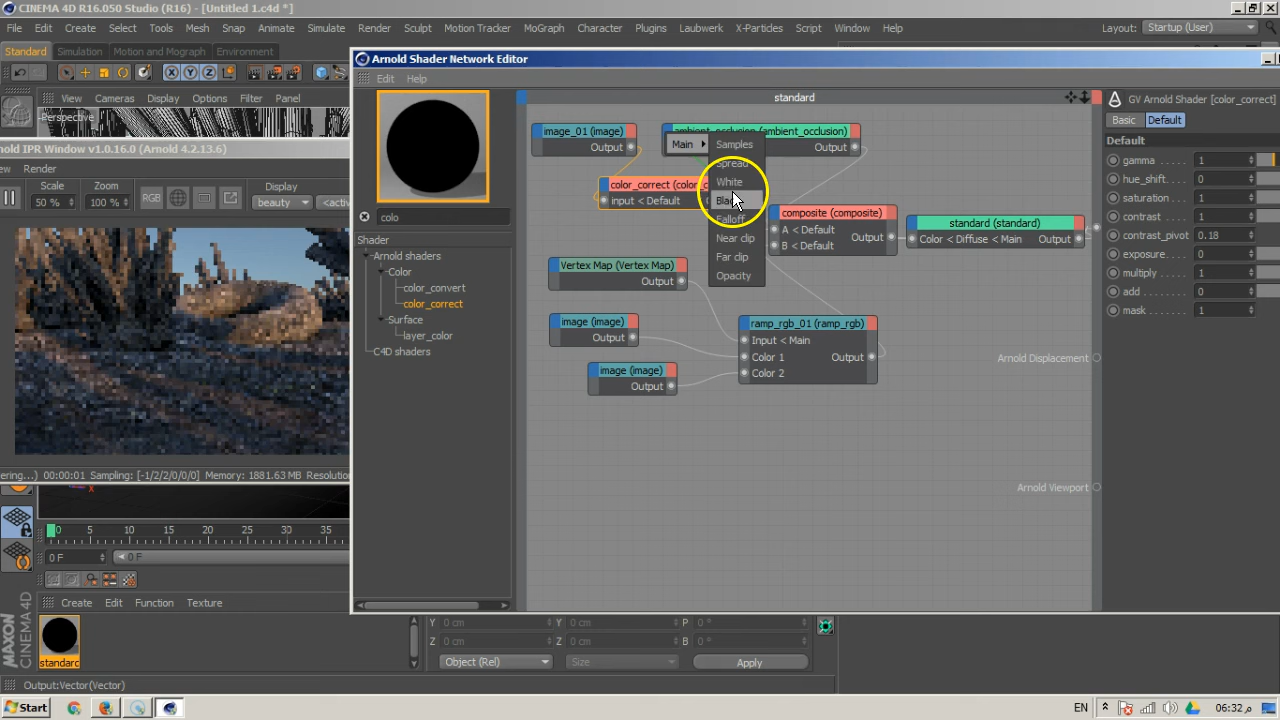 CINEMA 4D R16.050 Studio (R16) - [Untitled 1.c4d *]
File Edit Create Select Tools Mesh Snap Animate Simulate Render Sculpt Motion Tracker MoGraph Character Plugins Laubwerk X-Particles Script Window Help
Layout: Startup (User)
Standard Simulation Motion and Mograph Environment
Arnold Shader Network Editor
View Cameras Display Options Filter Panel
Edit Help
Perspective
standard
GV Arnold Shader [color_correct]
Basic Default
Default
image_01 (image)
Output
ambient_occlusion (ambient_occlusion)
Output
Main
Samples
Spread
White
Falloff
Near clip
Far clip
Opacity
Arnold IPR Window v1.0.16.0 (Arnold 4.2.13.6)
View Render
Scale Zoom Display
50 % 100 % RGB beauty
color_correct
input < Default
composite (composite)
A < Default
B < Default
Output
standard (standard)
Color < Diffuse < Main Output
gamma 1
hue_shift 0
saturation 1
contrast 1
contrast_pivot 0.18
exposure 0
multiply 1
add 0
mask 1
colo
Shader
Arnold shaders
Color
color_convert
color_correct
Surface
layer_color
C4D shaders
Vertex Map (Vertex Map)
Output
image (image)
Output
image (image)
Output
ramp_rgb_01 (ramp_rgb)
Input < Main
Color 1
Color 2
Output
Arnold Displacement
Arnold Viewport
00:00:01 Sampling: [-1/2/2/0/0/0] Memory: 1881.63 MB Resolution
X
0 5 10 15 20 25 30 35
0 F 0 F
Create Edit Function Texture
standard
Y 0 cm Y 0 cm P 0 °
Z 0 cm Z 0 cm B 0 °
Object (Rel) Size Apply
MAXON
CINEMA 4D
Output:Vector(Vector)
Start EN 06:32